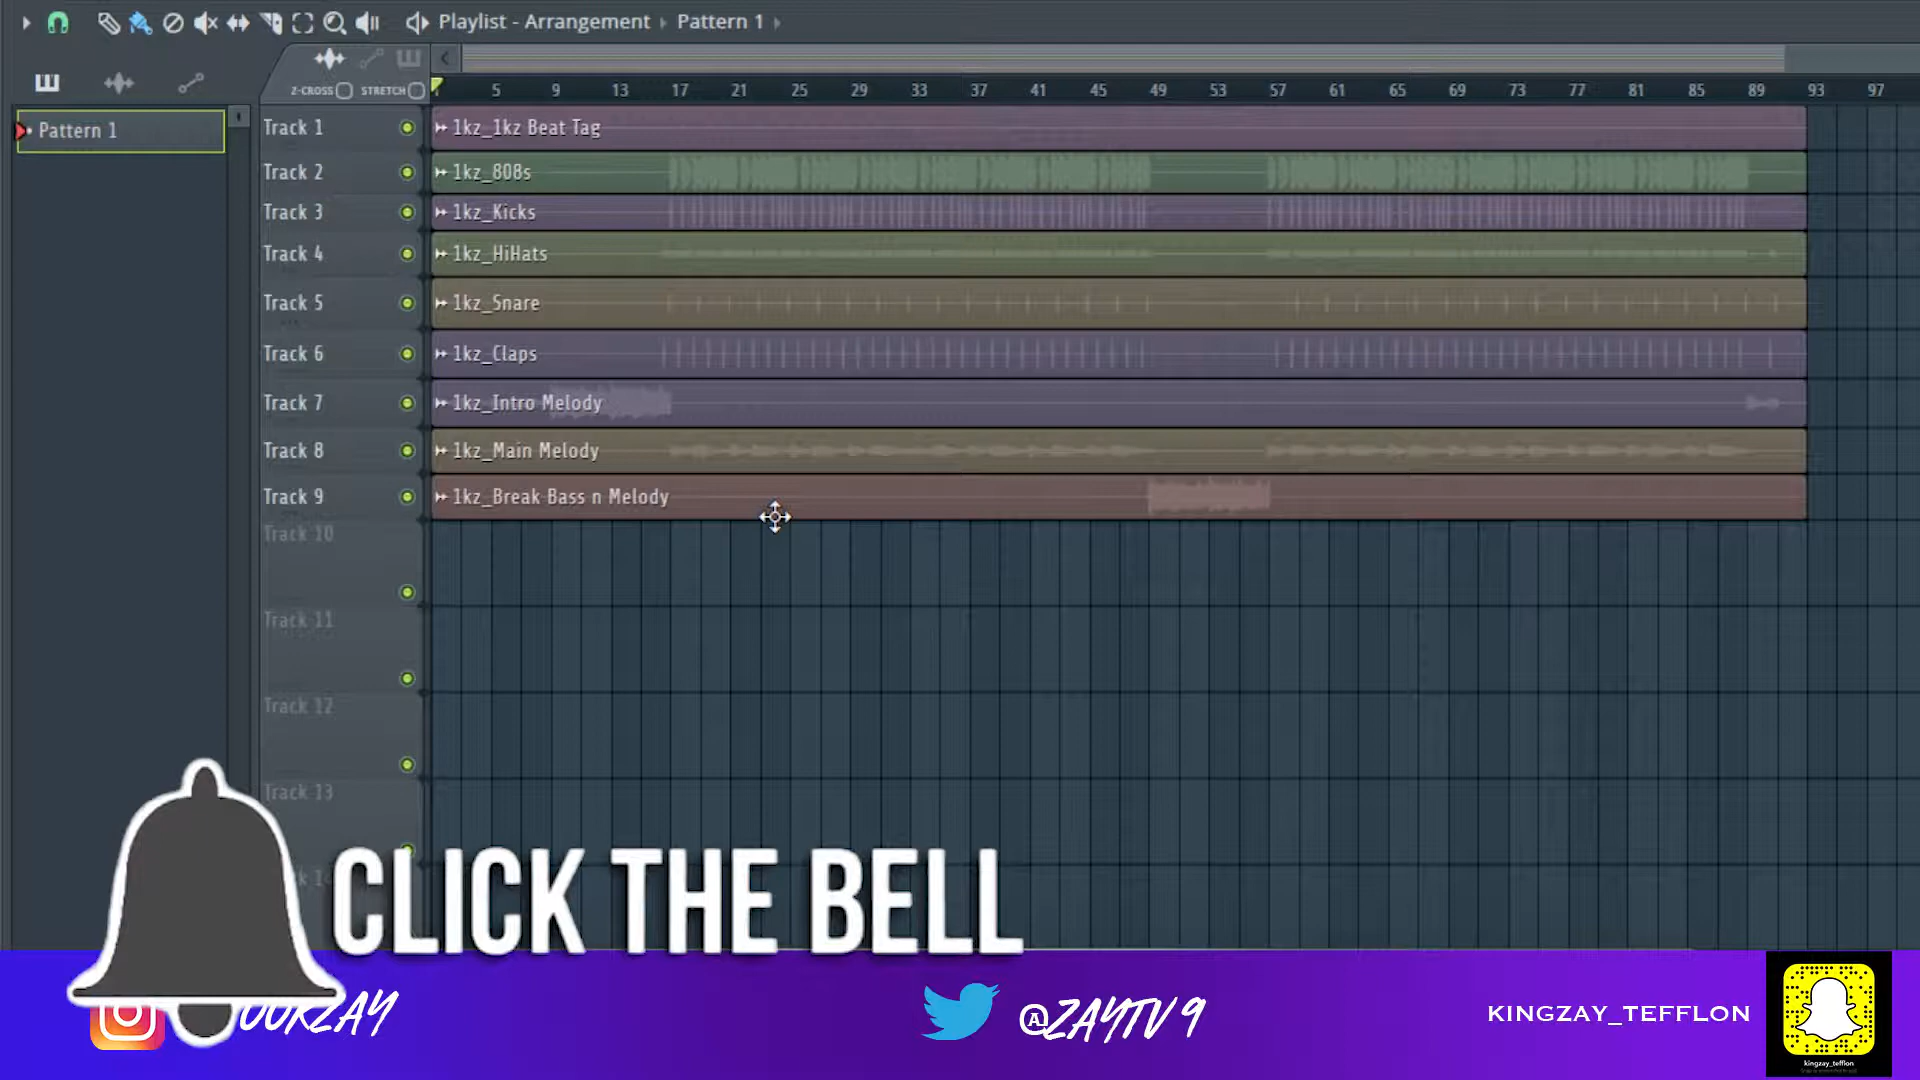 Playlist - Arrangement › Pattern 1 ›
Z-CROSS STRETCH
5 9 13 17 21 25 29 33 37 41 45 49 53 57 61 65 69 73 77 81 85 89 93 97
Pattern 1
Track 1 1kz_1kz Beat Tag
Track 2 1kz_808s
Track 3 1kz_Kicks
Track 4 1kz_HiHats
Track 5 1kz_Snare
Track 6 1kz_Claps
Track 7 1kz_Intro Melody
Track 8 1kz_Main Melody
Track 9 1kz_Break Bass n Melody
Track 10
Track 11
Track 12
Track 13
CLICK THE BELL
@ZAYTV9
KINGZAY_TEFFLON
kingzay_tefflon